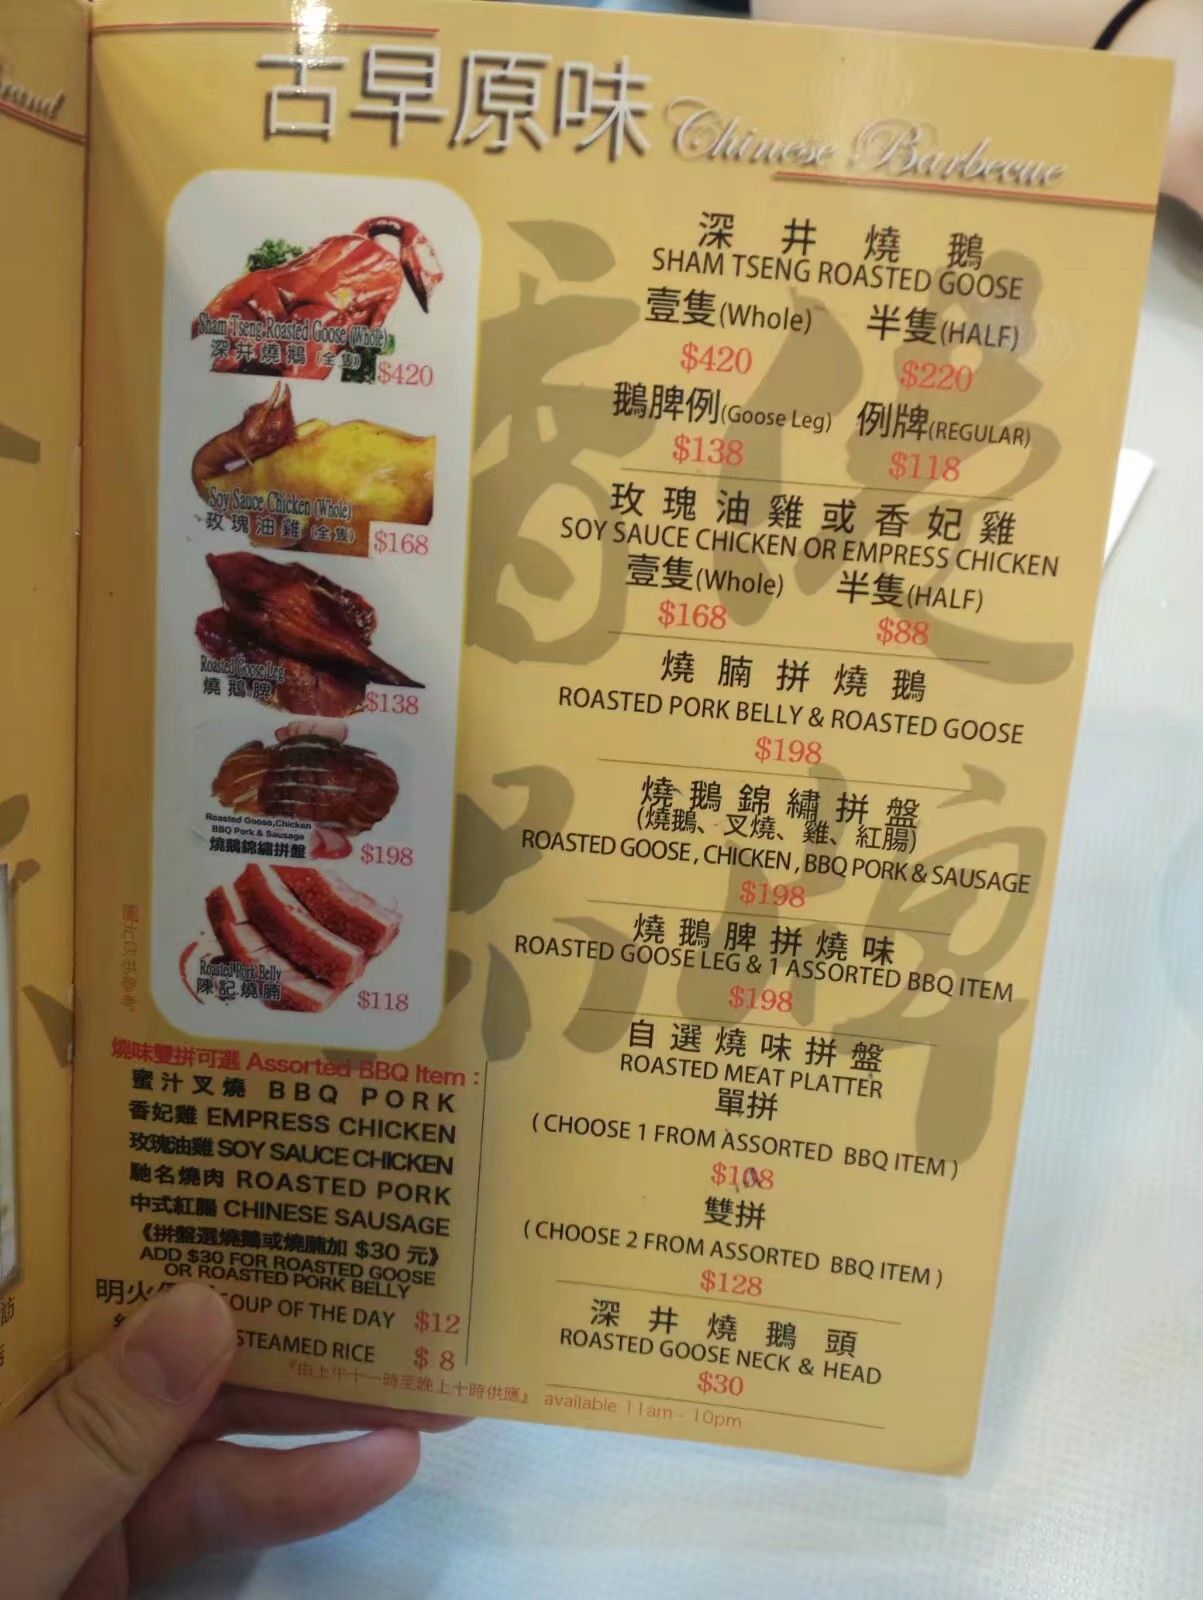 古早原味 Chinese Barbecue
Sham Tseng Roasted Goose (Whole)
深井燒鵝 (全隻)
$420
Soy Sauce Chicken (Whole)
玫瑰油雞 (全隻)
$168
Roasted Goose Leg
燒鵝脾
$138
Roasted Goose,Chicken
BBQ Pork & Sausage
燒鵝錦繡拼盤
$198
Roasted Pork Belly
陳記燒腩
$118
燒味雙拼可選 Assorted BBQ Item :
蜜汁叉燒 BBQ PORK
香妃雞 EMPRESS CHICKEN
玫瑰油雞 SOY SAUCE CHICKEN
馳名燒肉 ROASTED PORK
中式紅腸 CHINESE SAUSAGE
《拼盤選燒鵝或燒腩加 $30 元》
ADD $30 FOR ROASTED GOOSE
OR ROASTED PORK BELLY
明火 SOUP OF THE DAY $12
STEAMED RICE $ 8
深井燒鵝
SHAM TSENG ROASTED GOOSE
壹隻(Whole) 半隻(HALF)
$420 $220
鵝脾例(Goose Leg) 例牌(REGULAR)
$138 $118
玫瑰油雞或香妃雞
SOY SAUCE CHICKEN OR EMPRESS CHICKEN
壹隻(Whole) 半隻(HALF)
$168 $88
燒腩拼燒鵝
ROASTED PORK BELLY & ROASTED GOOSE
$198
燒鵝錦繡拼盤
(燒鵝、叉燒、雞、紅腸)
ROASTED GOOSE, CHICKEN, BBQ PORK & SAUSAGE
$198
燒鵝脾拼燒味
ROASTED GOOSE LEG & 1 ASSORTED BBQ ITEM
$198
自選燒味拼盤
ROASTED MEAT PLATTER
單拼
( CHOOSE 1 FROM ASSORTED BBQ ITEM )
$108
雙拼
( CHOOSE 2 FROM ASSORTED BBQ ITEM )
$128
深井燒鵝頭
ROASTED GOOSE NECK & HEAD
$30
『由上午十一時至晚上十時供應』 available 11am - 10pm